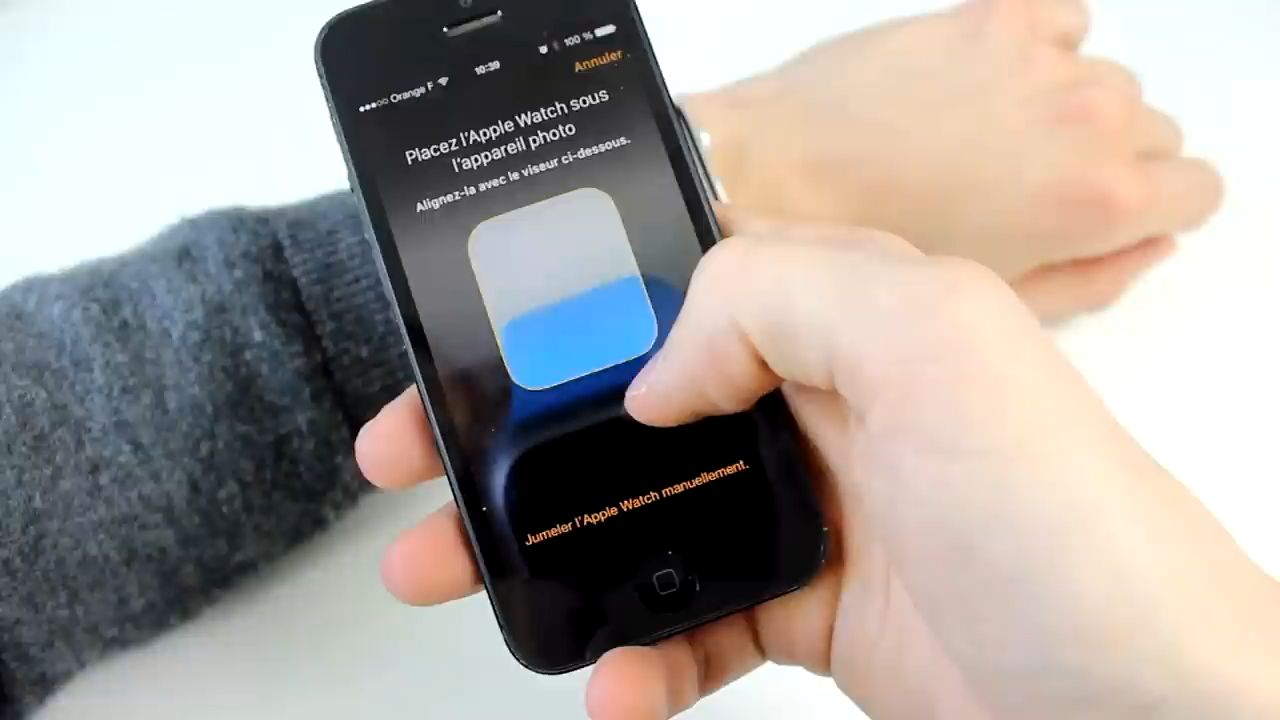 Orange F 10:39 100 %
Annuler
Placez l'Apple Watch sous
l'appareil photo
Alignez-la avec le viseur ci-dessous.
Jumeler l'Apple Watch manuellement.